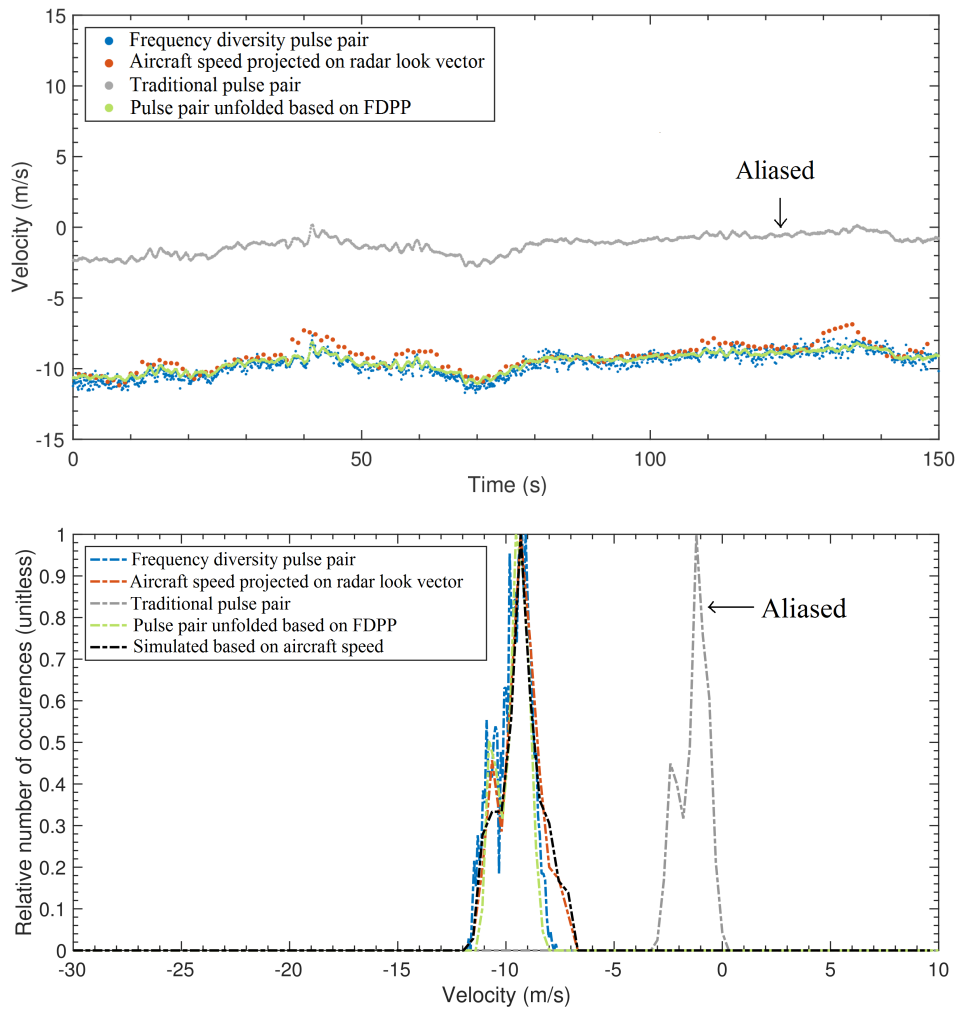 15
10
5
0
-5
-10
-15
Velocity (m/s)
Frequency diversity pulse pair
Aircraft speed projected on radar look vector
Traditional pulse pair
Pulse pair unfolded based on FDPP
Aliased
0
50
100
150
Time (s)
1
0.9
0.8
0.7
0.6
0.5
0.4
0.3
0.2
0.1
0
Relative number of occurences (unitless)
Frequency diversity pulse pair
Aircraft speed projected on radar look vector
Traditional pulse pair
Pulse pair unfolded based on FDPP
Simulated based on aircraft speed
Aliased
-30
-25
-20
-15
-10
-5
0
5
10
Velocity (m/s)